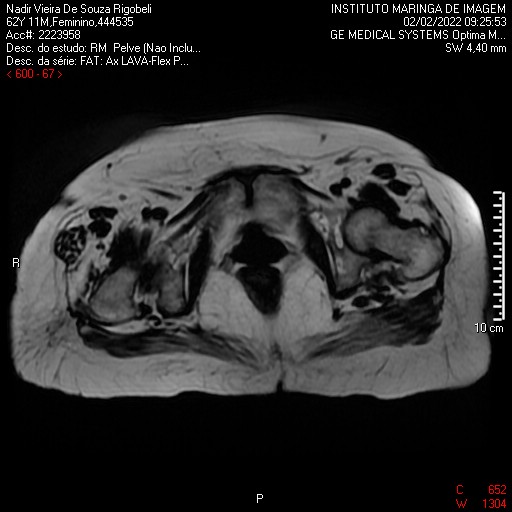 Nadir Vieira De Souza Rigobeli
62Y 11M,Feminino,444535
Acc#: 2223958
Desc. do estudo: RM  Pelve (Nao Inclu...
Desc. da série: FAT: Ax LAVA-Flex P...
< 600 - 67 >
INSTITUTO MARINGA DE IMAGEM
02/02/2022 09:25:53
GE MEDICAL SYSTEMS Optima M...
SW 4,40 mm
R
10 cm
P
C 652
W 1304